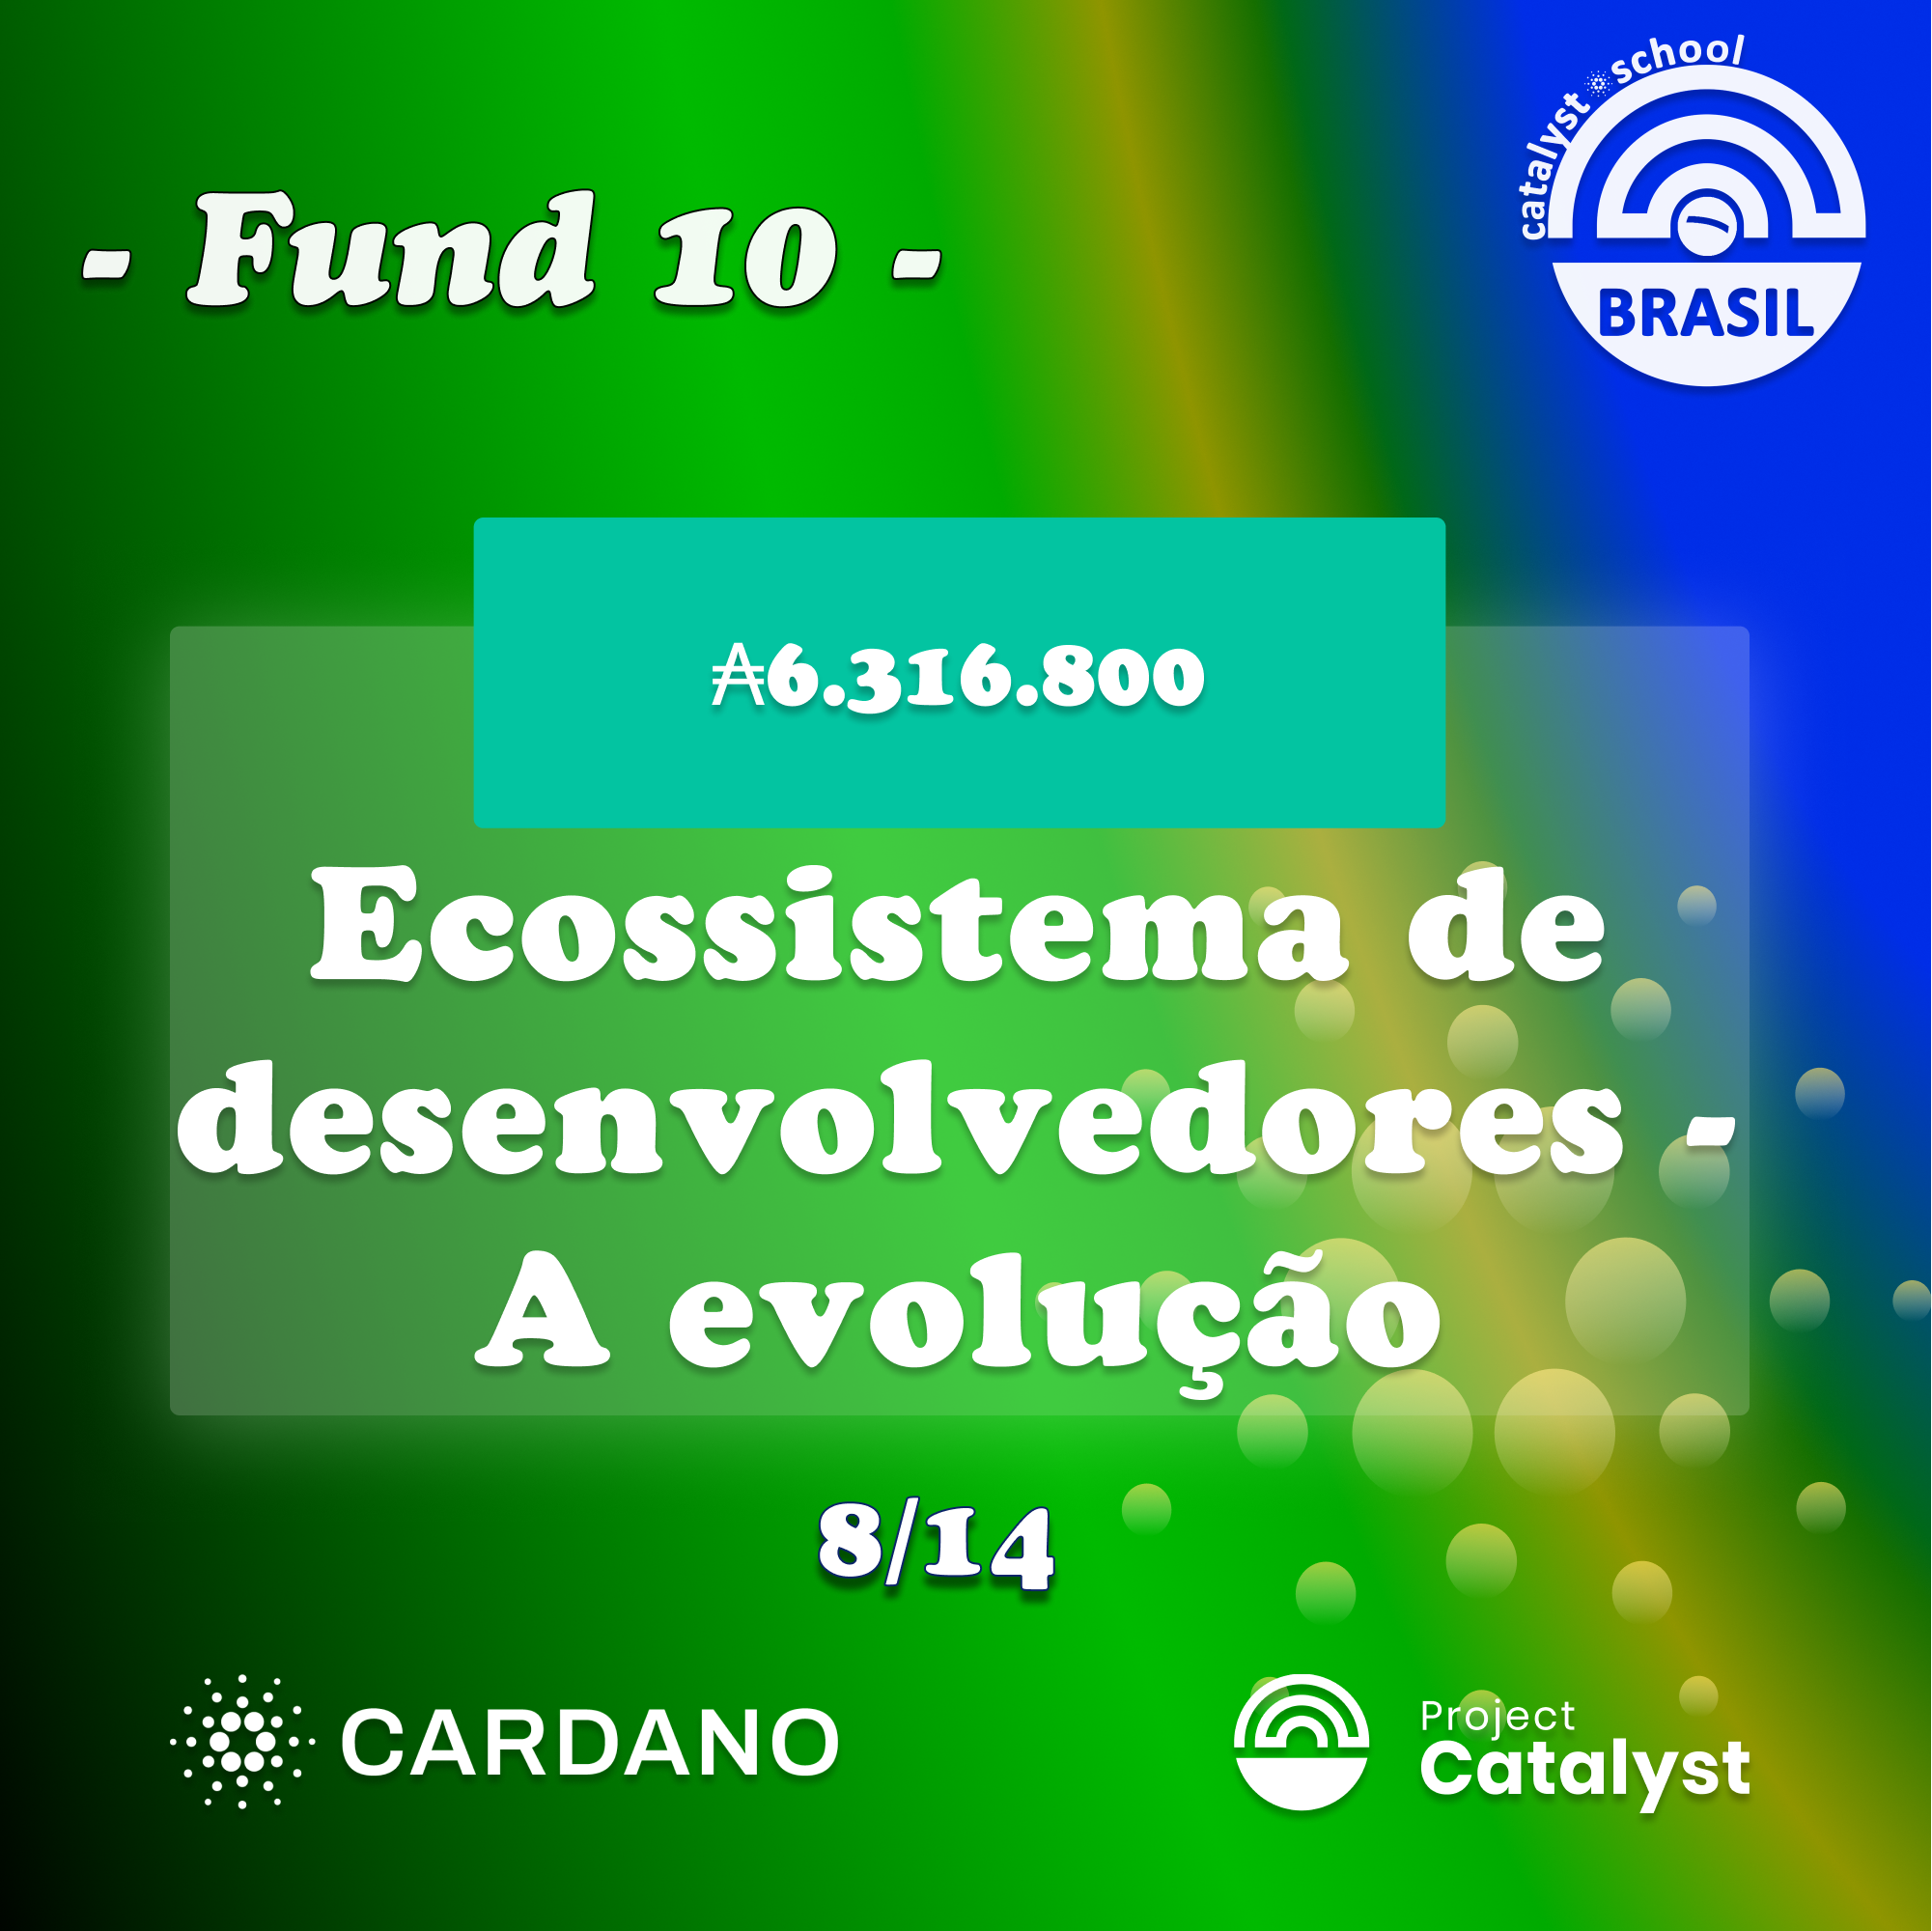 catalyst school
BRASIL
- Fund 10 -
₳6.316.800
Ecossistema de
desenvolvedores -
A evolução
8/14
CARDANO
Project
Catalyst